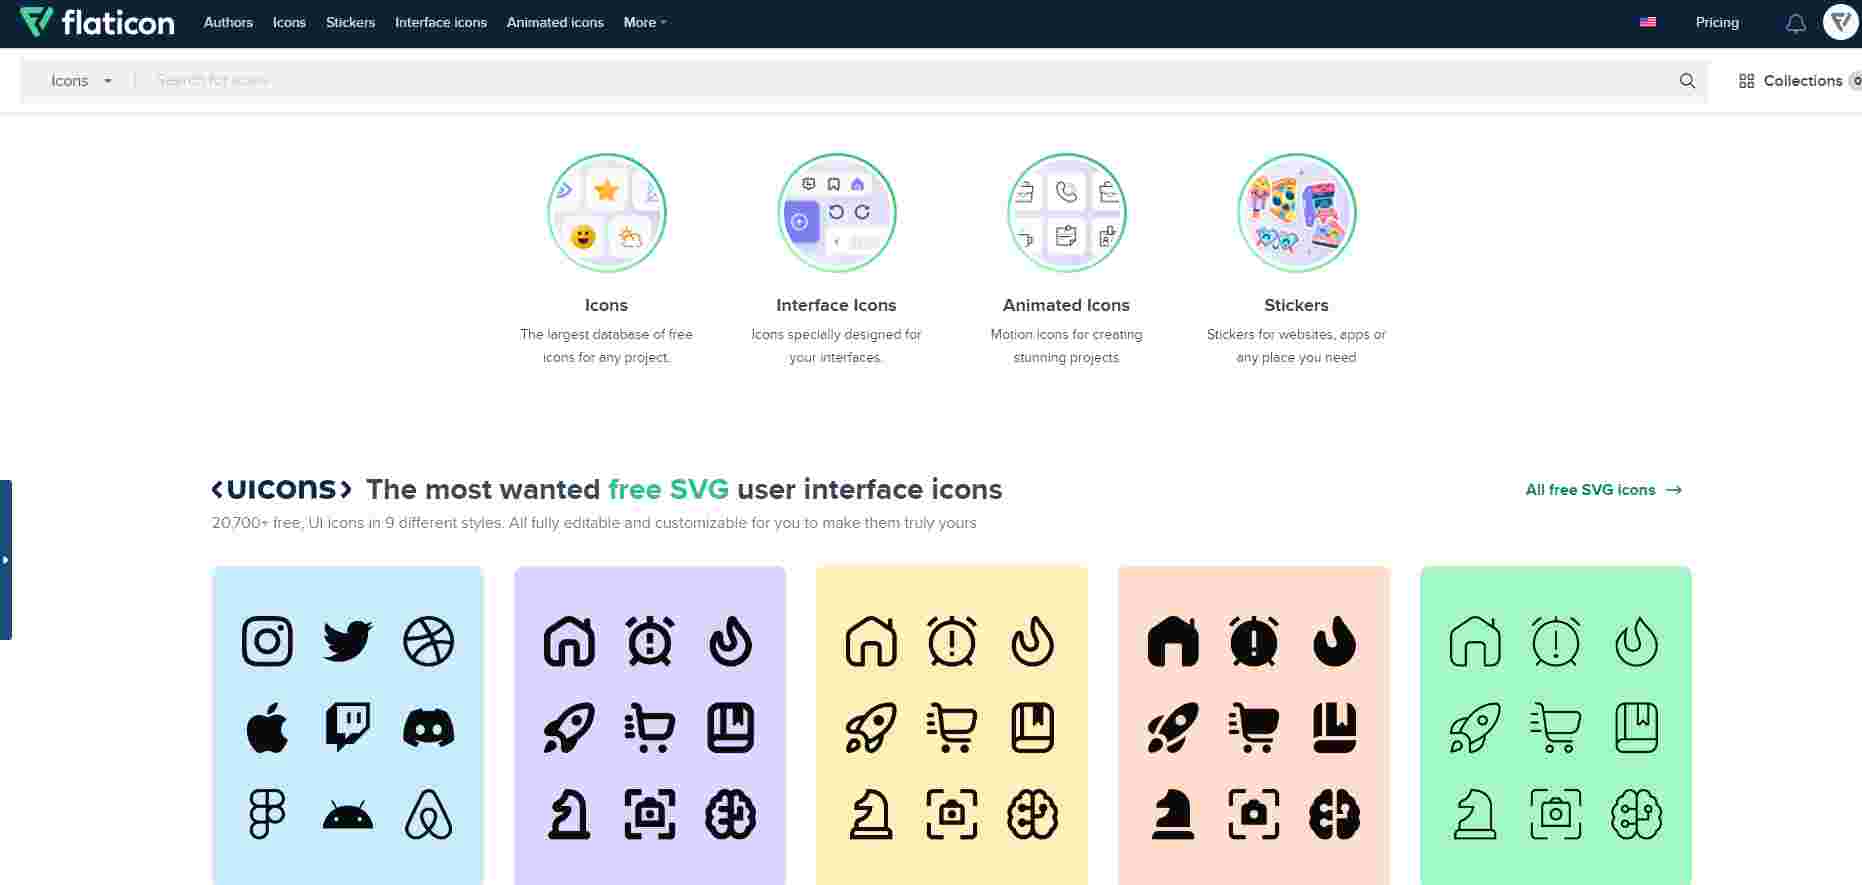 flaticon Authors Icons Stickers Interface icons Animated icons More Pricing
Icons Search for icons Collections 0
Icons Interface Icons Animated Icons Stickers
The largest database of free Icons specially designed for Motion icons for creating Stickers for websites, apps or
icons for any project. your interfaces. stunning projects any place you need
<UICONS> The most wanted free SVG user interface icons All free SVG icons →
20,700+ free, UI icons in 9 different styles. All fully editable and customizable for you to make them truly yours